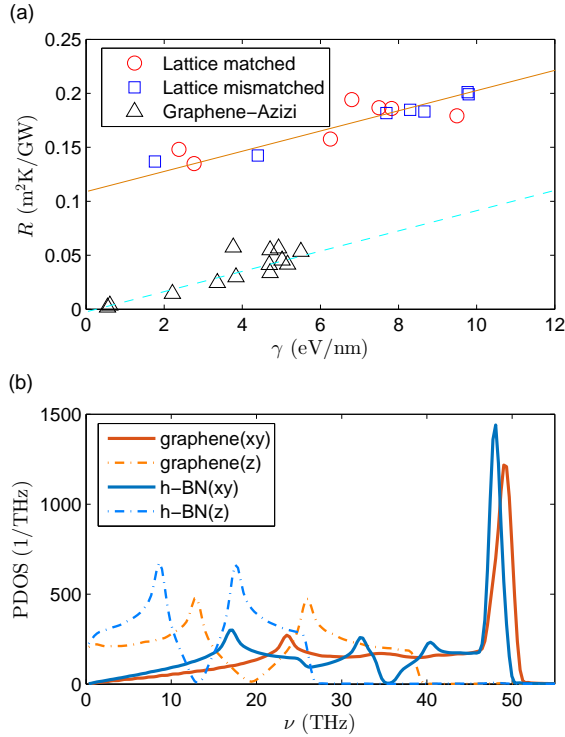 (a)
0.25
0.2
0.15
0.1
0.05
0
R (m²K/GW)
Lattice matched
Lattice mismatched
Graphene−Azizi
0 2 4 6 8 10 12
γ (eV/nm)
(b)
1500
1000
500
0
PDOS (1/THz)
graphene(xy)
graphene(z)
h−BN(xy)
h−BN(z)
0 10 20 30 40 50
ν (THz)